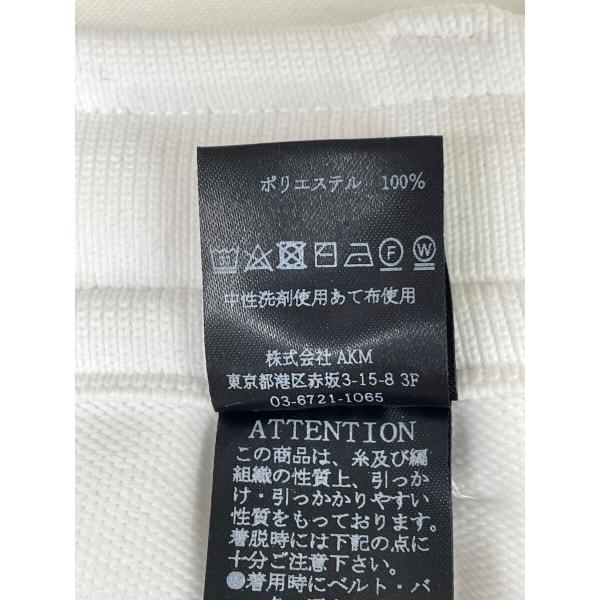 ポリエステル 100%
F W
中性洗剤使用あて布使用
株式会社 AKM
東京都港区赤坂3-15-8 3F
03-6721-1065
ATTENTION
この商品は、糸及び編
組織の性質上、引っか
け・引っかかりやすい
性質をもっております。
着脱時には下記の点に
十分ご注意下さい。
●着用時にベルト・バ